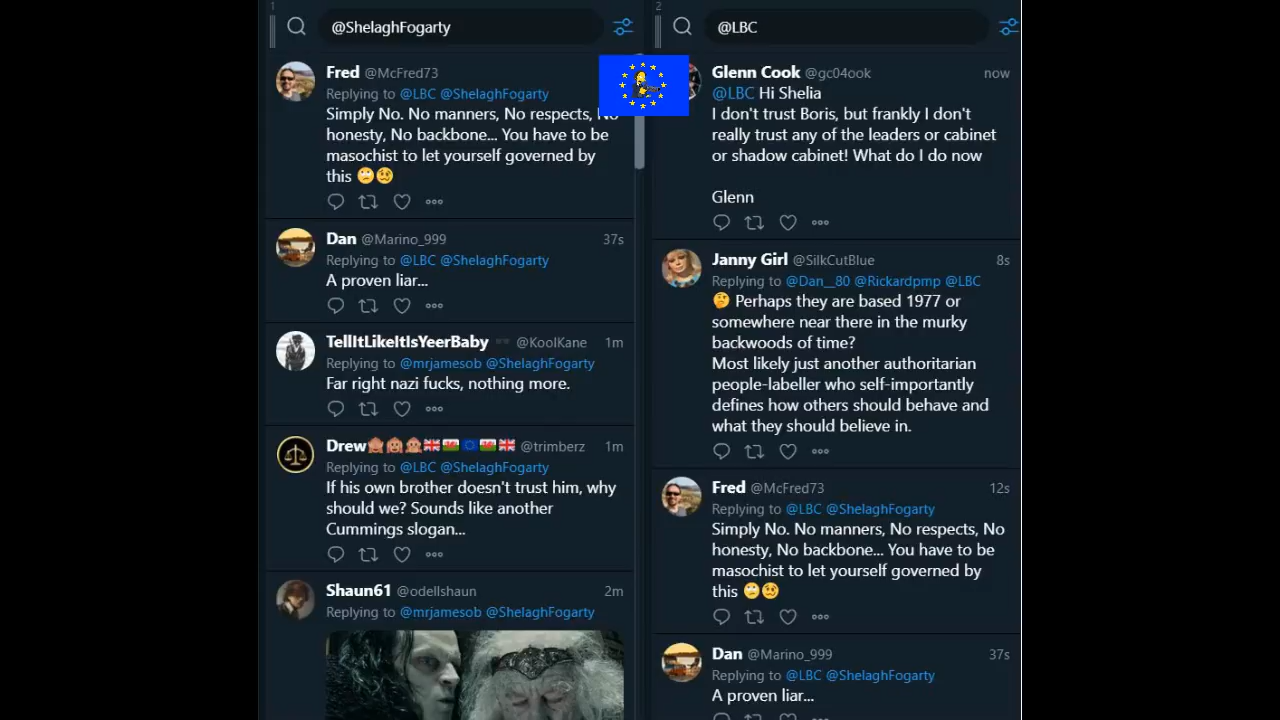 1
@ShelaghFogarty
Fred @McFred73
Replying to @LBC @ShelaghFogarty
Simply No. No manners, No respects, No
honesty, No backbone... You have to be
masochist to let yourself governed by
this 🙄🥴
Dan @Marino_999 37s
Replying to @LBC @ShelaghFogarty
A proven liar...
TellItLikeItIsYeerBaby 🕶 @KoolKane 1m
Replying to @mrjamesob @ShelaghFogarty
Far right nazi fucks, nothing more.
Drew🙈🙉🙊🇬🇧🏴󠁧󠁢󠁷󠁬󠁳󠁿🇪🇺🏴󠁧󠁢󠁷󠁬󠁳󠁿🇬🇧 @trimberz 1m
Replying to @LBC @ShelaghFogarty
If his own brother doesn't trust him, why
should we? Sounds like another
Cummings slogan...
Shaun61 @odellshaun 2m
Replying to @mrjamesob @ShelaghFogarty
2
@LBC
Glenn Cook @gc04ook now
@LBC Hi Shelia
I don't trust Boris, but frankly I don't
really trust any of the leaders or cabinet
or shadow cabinet! What do I do now
Glenn
Janny Girl @SilkCutBlue 8s
Replying to @Dan__80 @Rickardpmp @LBC
🤔 Perhaps they are based 1977 or
somewhere near there in the murky
backwoods of time?
Most likely just another authoritarian
people-labeller who self-importantly
defines how others should behave and
what they should believe in.
Fred @McFred73 12s
Replying to @LBC @ShelaghFogarty
Simply No. No manners, No respects, No
honesty, No backbone... You have to be
masochist to let yourself governed by
this 🙄🥴
Dan @Marino_999 37s
Replying to @LBC @ShelaghFogarty
A proven liar...